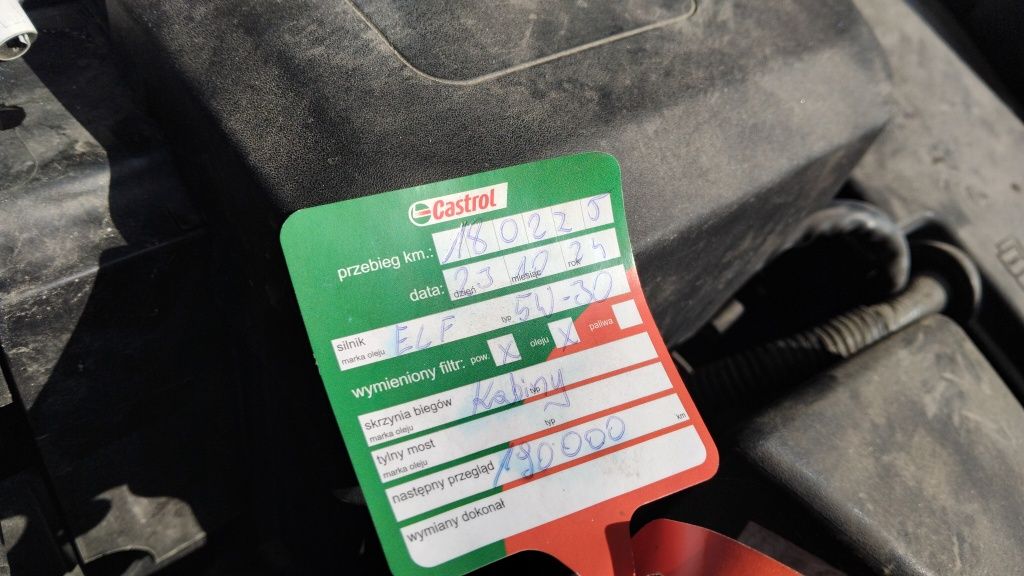 Castrol
przebieg km.: 180220
data: 23 10 24
dzień miesiąc rok
silnik ELF typ 5W-30
marka oleju
wymieniony filtr: pow. X oleju X paliwa
skrzynia biegów Kabiny typ
marka oleju
tylny most typ
marka oleju
następny przegląd 190000 km
wymiany dokonał